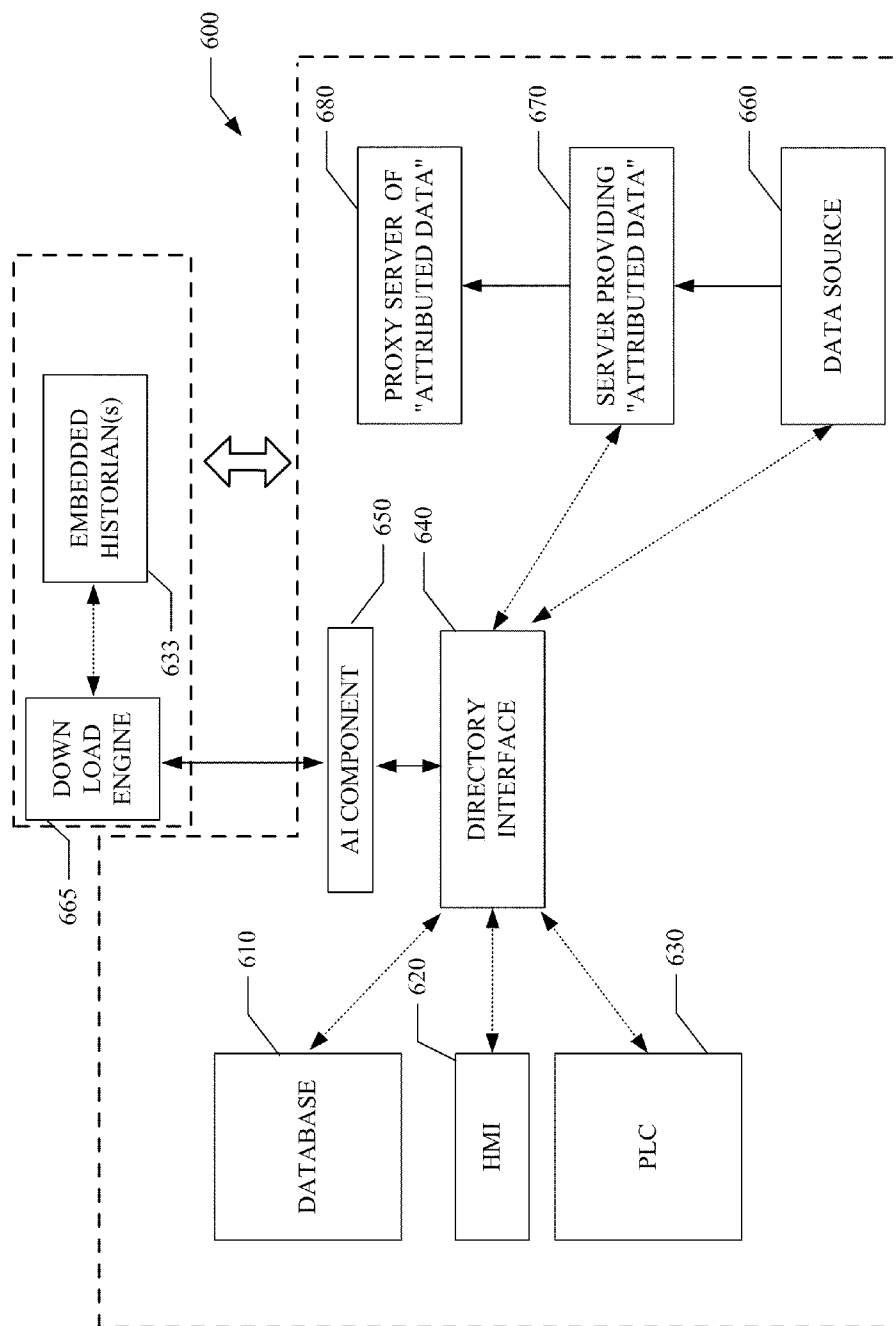 600
665
DOWN
LOAD
ENGINE
633
EMBEDDED
HISTORIAN(s)
610
DATABASE
620
HMI
630
PLC
650
AI COMPONENT
640
DIRECTORY
INTERFACE
680
PROXY SERVER OF
"ATTRIBUTED DATA"
670
SERVER PROVIDING
"ATTRIBUTED DATA"
660
DATA SOURCE